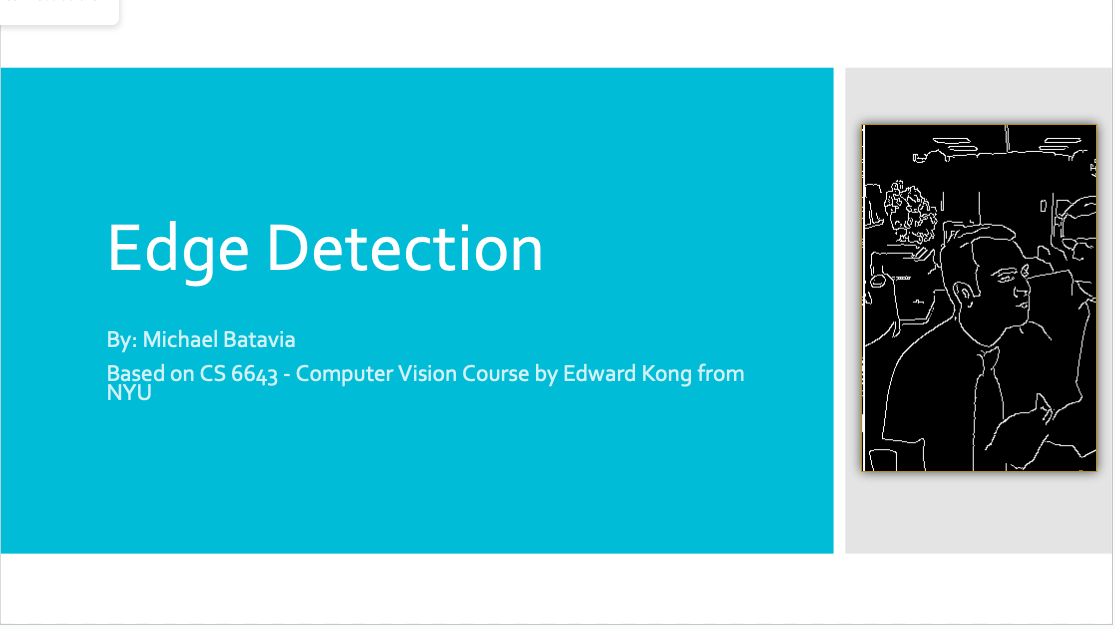 Edge Detection
By: Michael Batavia
Based on CS 6643 - Computer Vision Course by Edward Kong from
NYU